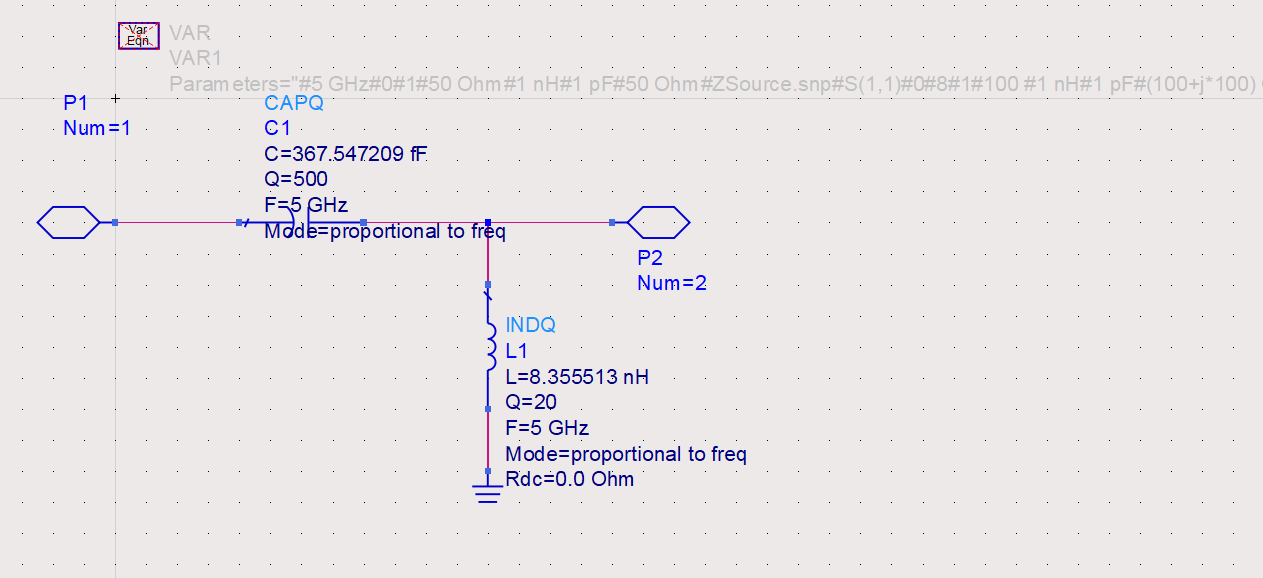 Var
Eqn
VAR
VAR1
Parameters="#5 GHz#0#1#50 Ohm#1 nH#1 pF#50 Ohm#ZSource.snp#S(1,1)#0#8#1#100 #1 nH#1 pF#(100+j*100)
P1
Num=1
CAPQ
C1
C=367.547209 fF
Q=500
F=5 GHz
Mode=proportional to freq
P2
Num=2
INDQ
L1
L=8.355513 nH
Q=20
F=5 GHz
Mode=proportional to freq
Rdc=0.0 Ohm